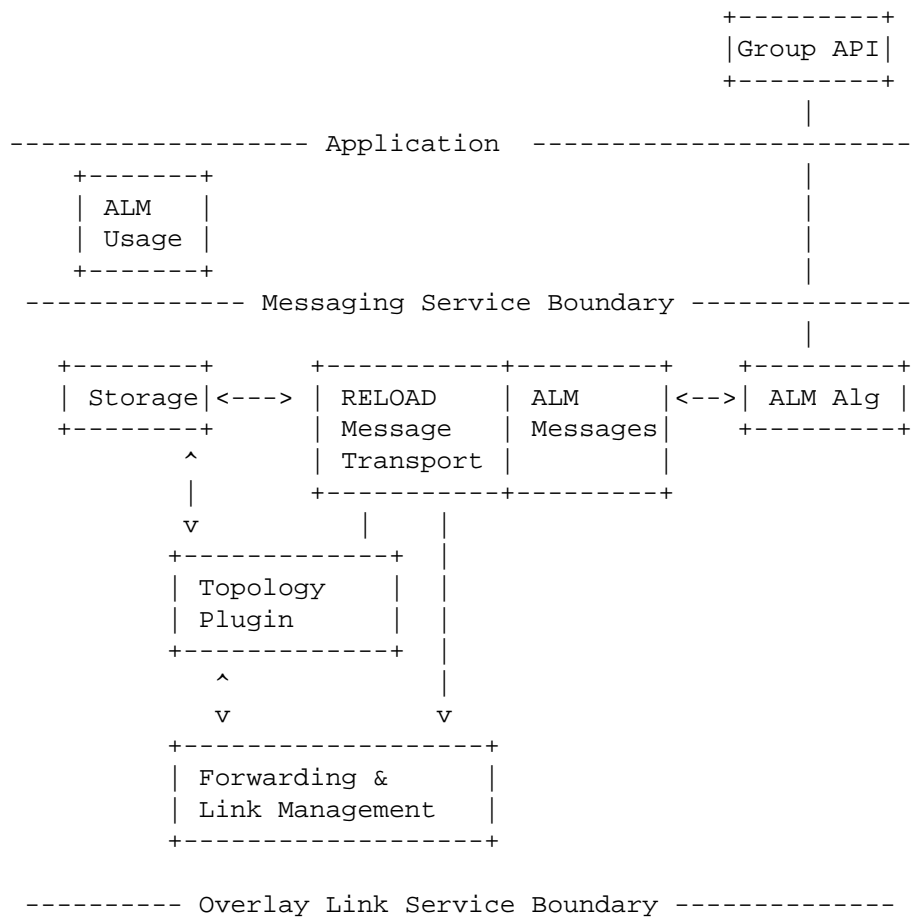 Group API
Application
ALM
Usage
Messaging Service Boundary
Storage RELOAD ALM ALM Alg
Message Messages
Transport
Topology
Plugin
Forwarding &
Link Management
Overlay Link Service Boundary